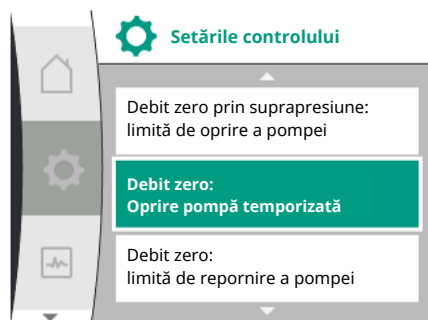 Setările controlului
Debit zero prin suprapresiune:
limită de oprire a pompei
Debit zero:
Oprire pompă temporizată
Debit zero:
limită de repornire a pompei